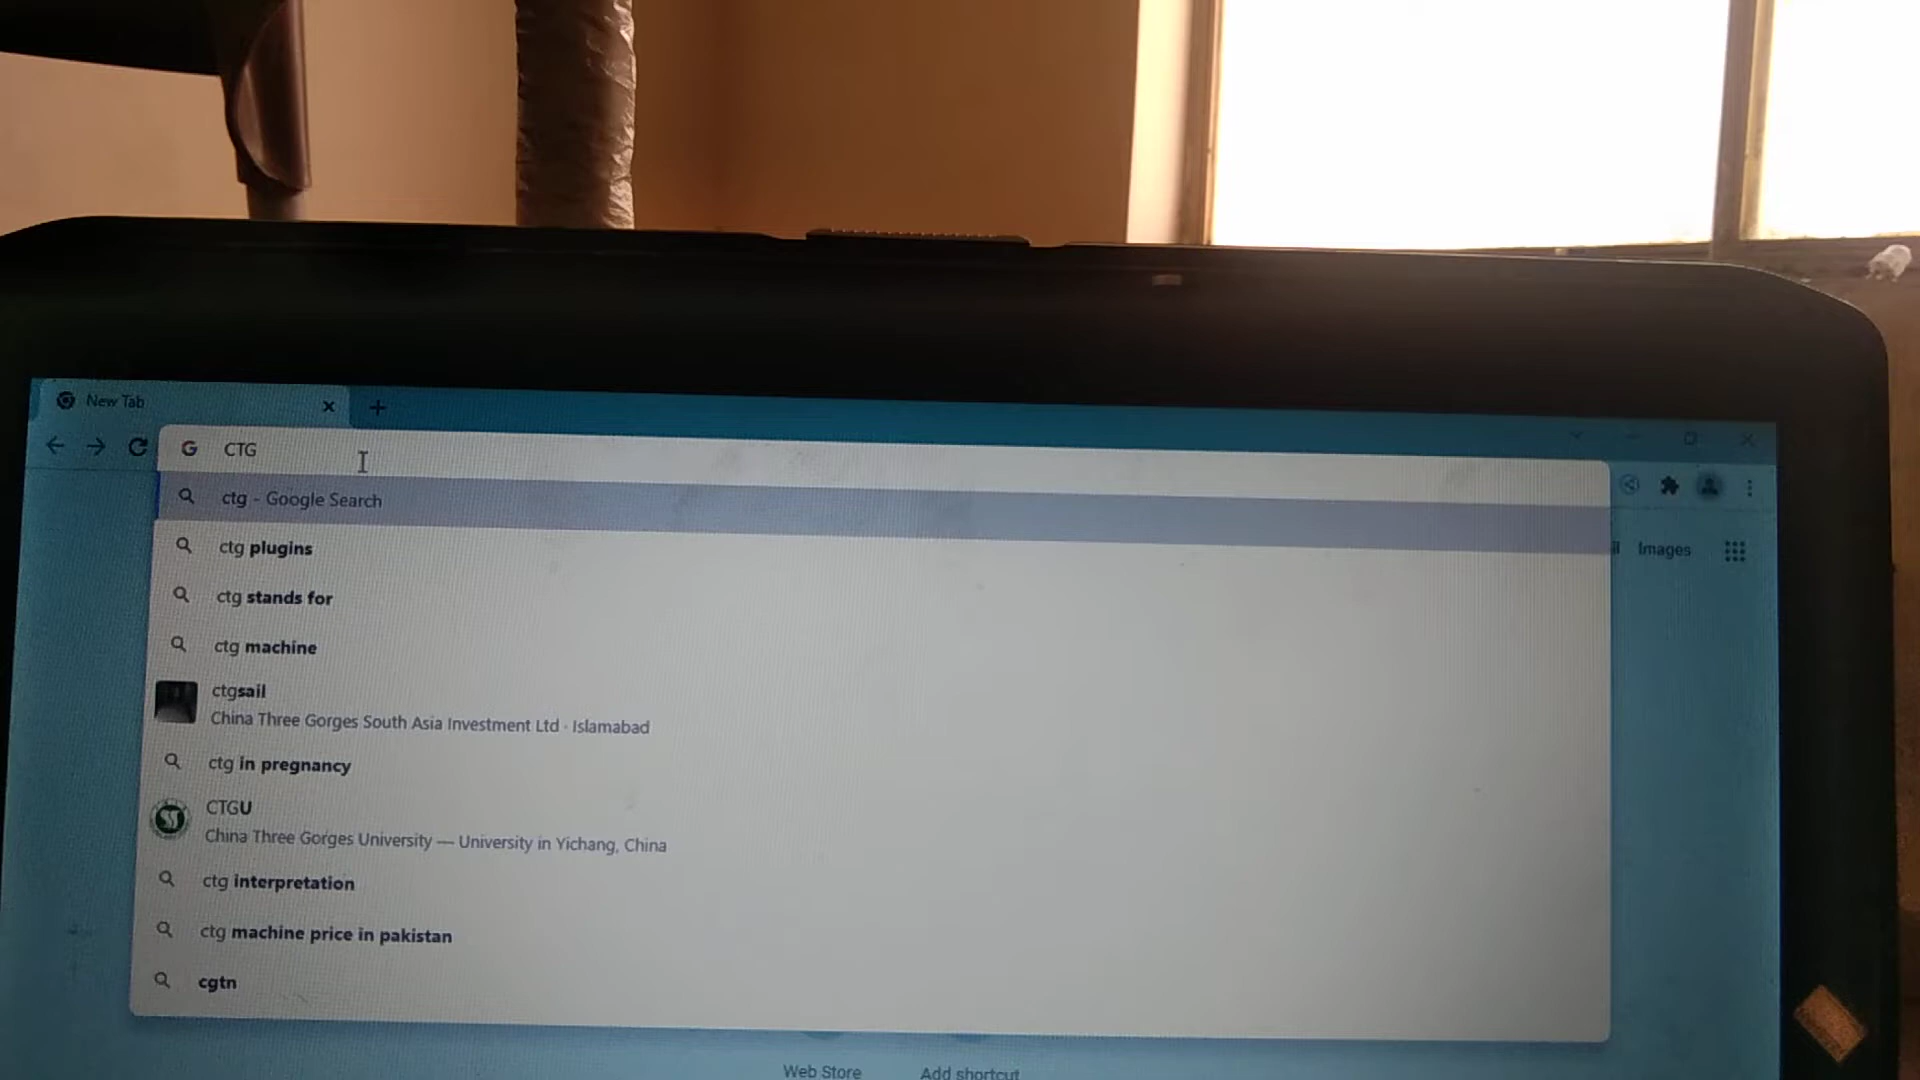 New Tab
CTG
ctg - Google Search
ctg plugins
ctg stands for
ctg machine
ctgsail
China Three Gorges South Asia Investment Ltd · Islamabad
ctg in pregnancy
CTGU
China Three Gorges University — University in Yichang, China
ctg interpretation
ctg machine price in pakistan
cgtn
Images
Web Store
Add shortcut